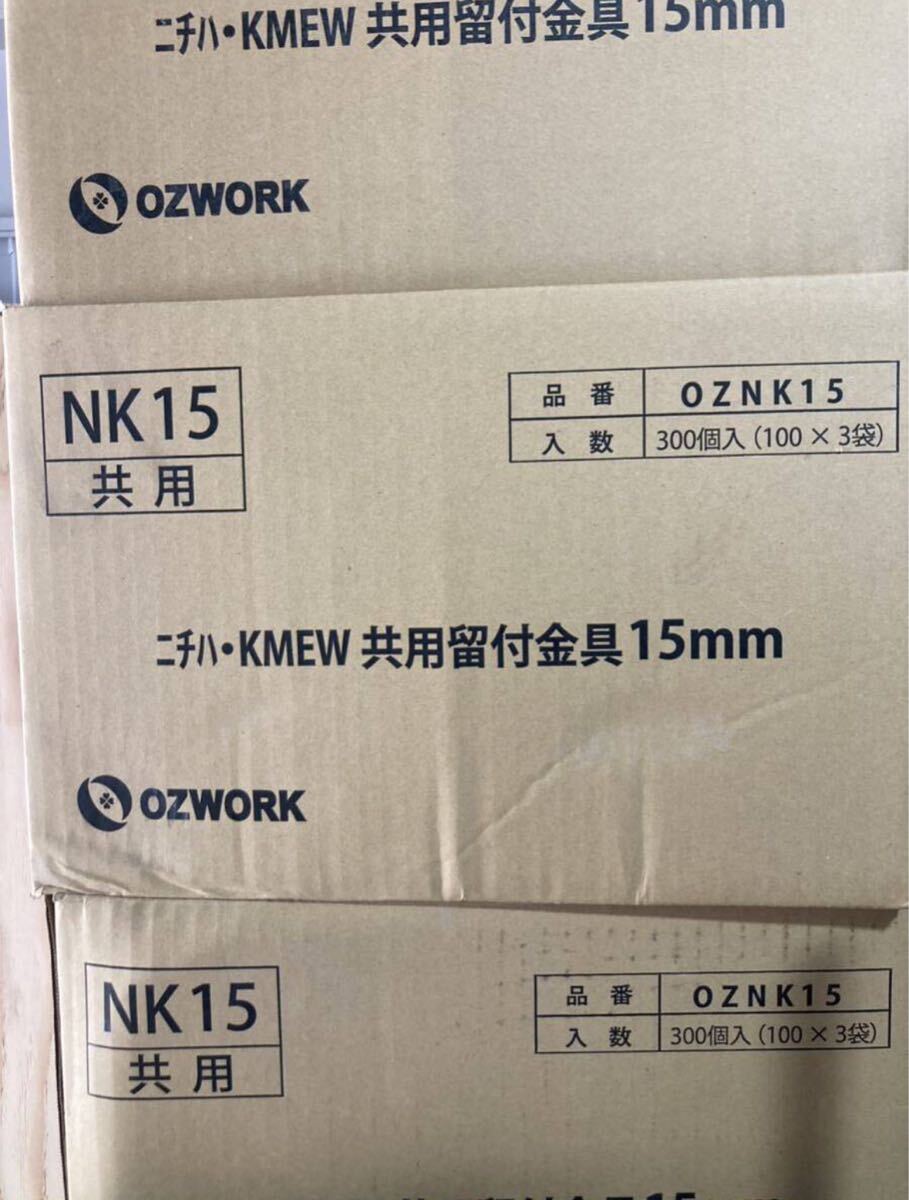 ニチハ・KMEW 共用留付金具15mm
OZWORK
NK15
共用
品番 OZNK15
入数 300個入（100 × 3袋）
ニチハ・KMEW 共用留付金具15mm
OZWORK
NK15
共用
品番 OZNK15
入数 300個入（100 × 3袋）